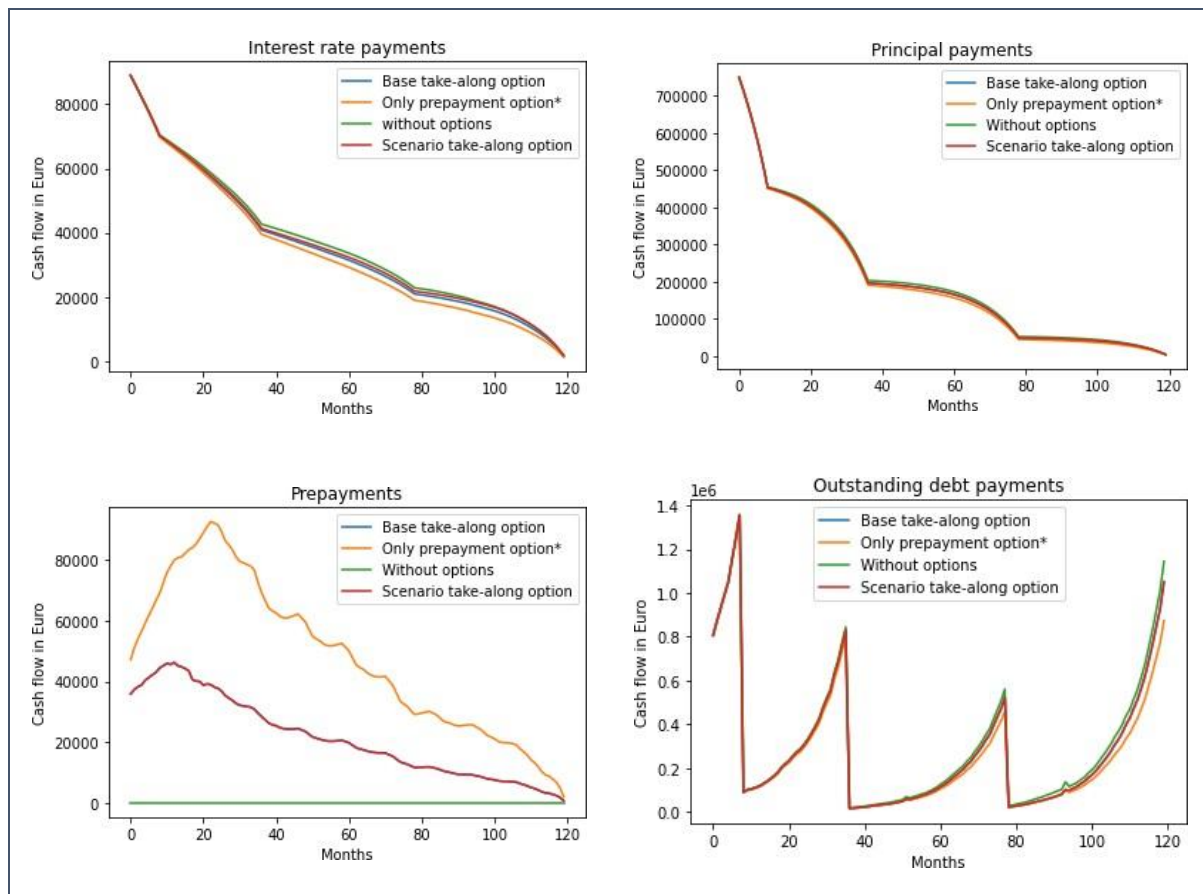 Interest rate payments
Base take-along option
Only prepayment option*
without options
Scenario take-along option
80000
60000
40000
20000
0
Cash flow in Euro
0 20 40 60 80 100 120
Months
Principal payments
Base take-along option
Only prepayment option*
Without options
Scenario take-along option
700000
600000
500000
400000
300000
200000
100000
0
Cash flow in Euro
0 20 40 60 80 100 120
Months
Prepayments
Base take-along option
Only prepayment option*
Without options
Scenario take-along option
80000
60000
40000
20000
0
Cash flow in Euro
0 20 40 60 80 100 120
Months
Outstanding debt payments
1e6
Base take-along option
Only prepayment option*
Without options
Scenario take-along option
1.4
1.2
1.0
0.8
0.6
0.4
0.2
0.0
Cash flow in Euro
0 20 40 60 80 100 120
Months